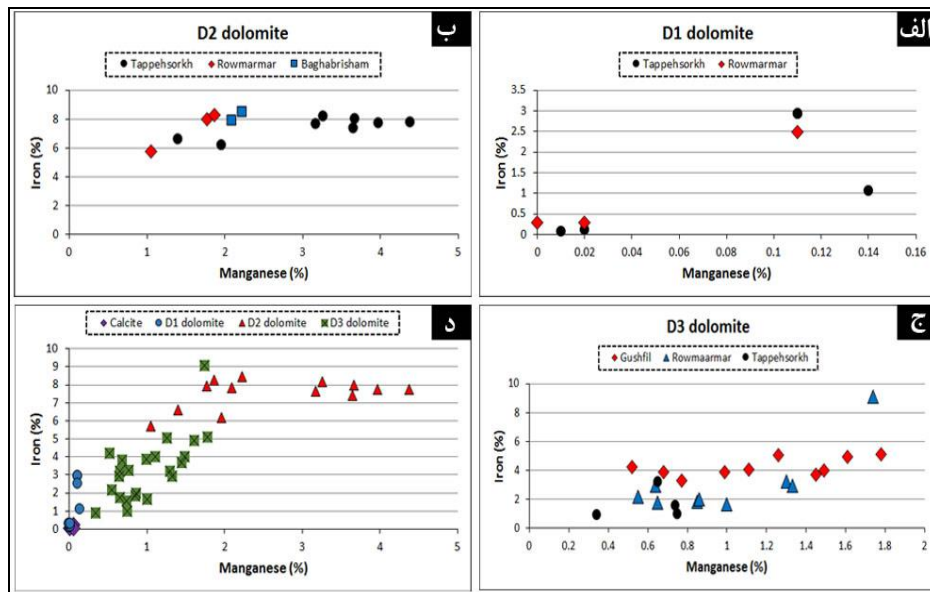 ب
D2 dolomite
Tappehsorkh Rowmarmar Baghabrisham
10
8
6
4
2
0
0 1 2 3 4 5
Iron (%)
Manganese (%)
الف
D1 dolomite
Tappehsorkh Rowmarmar
3.5
3
2.5
2
1.5
1
0.5
0
0 0.02 0.04 0.06 0.08 0.1 0.12 0.14 0.16
Iron (%)
Manganese (%)
د
Calcite D1 dolomite D2 dolomite D3 dolomite
10
9
8
7
6
5
4
3
2
1
0
0 1 2 3 4 5
Iron (%)
Manganese (%)
ج
D3 dolomite
Gushfil Rowmaarmar Tappehsorkh
10
8
6
4
2
0
0 0.2 0.4 0.6 0.8 1 1.2 1.4 1.6 1.8 2
Iron (%)
Manganese (%)